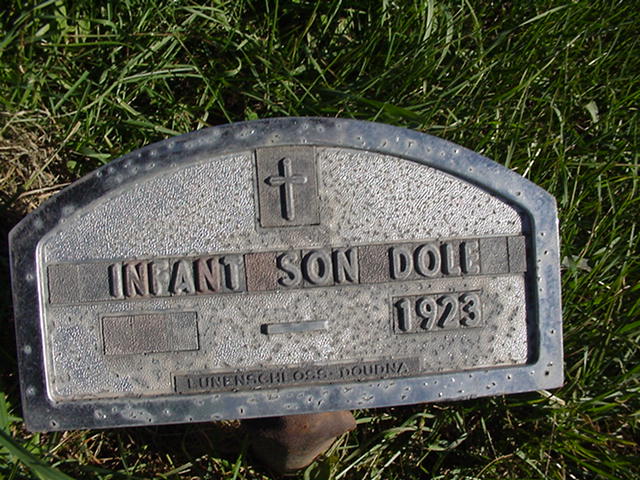 INFANT SON DOLE
1923
LUNENSCHLOSS-DOUDNA